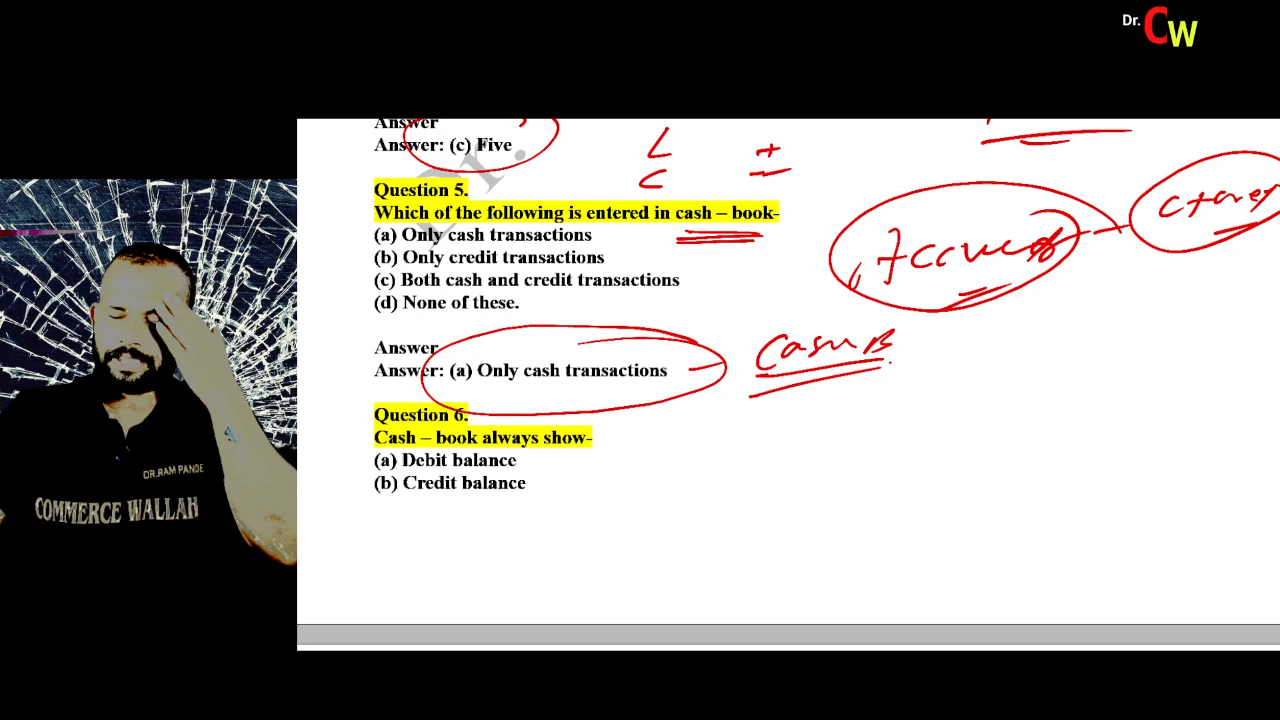 Dr. CW
Answer
Answer: (c) Five
Question 5.
Which of the following is entered in cash – book-
(a) Only cash transactions
(b) Only credit transactions
(c) Both cash and credit transactions
(d) None of these.
Answer
Answer: (a) Only cash transactions
Cash B
Question 6.
Cash – book always show-
(a) Debit balance
(b) Credit balance
DR.RAM PANDE
COMMERCE WALLAH
L
C
+
Dr.